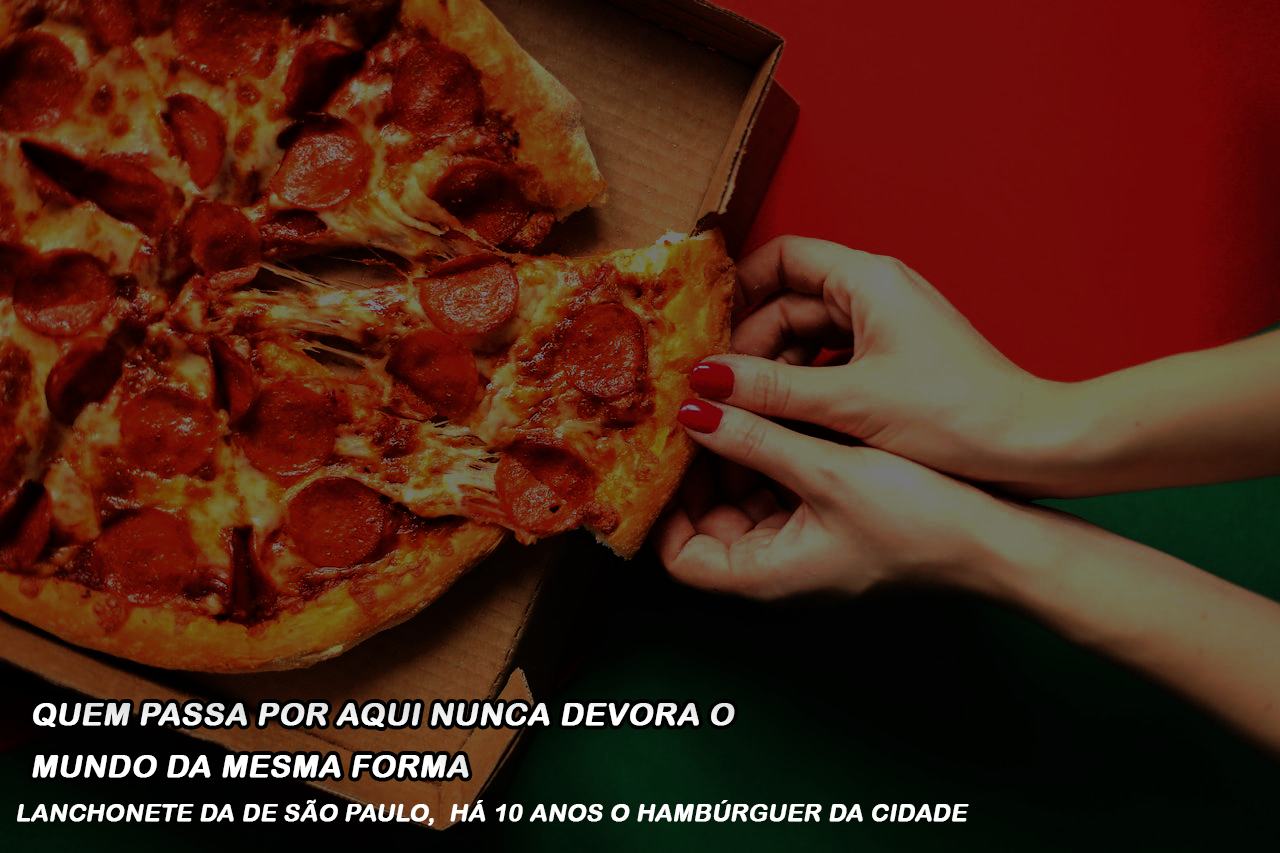 QUEM PASSA POR AQUI NUNCA DEVORA O
MUNDO DA MESMA FORMA
LANCHONETE DA DE SÃO PAULO,  HÁ 10 ANOS O HAMBÚRGUER DA CIDADE